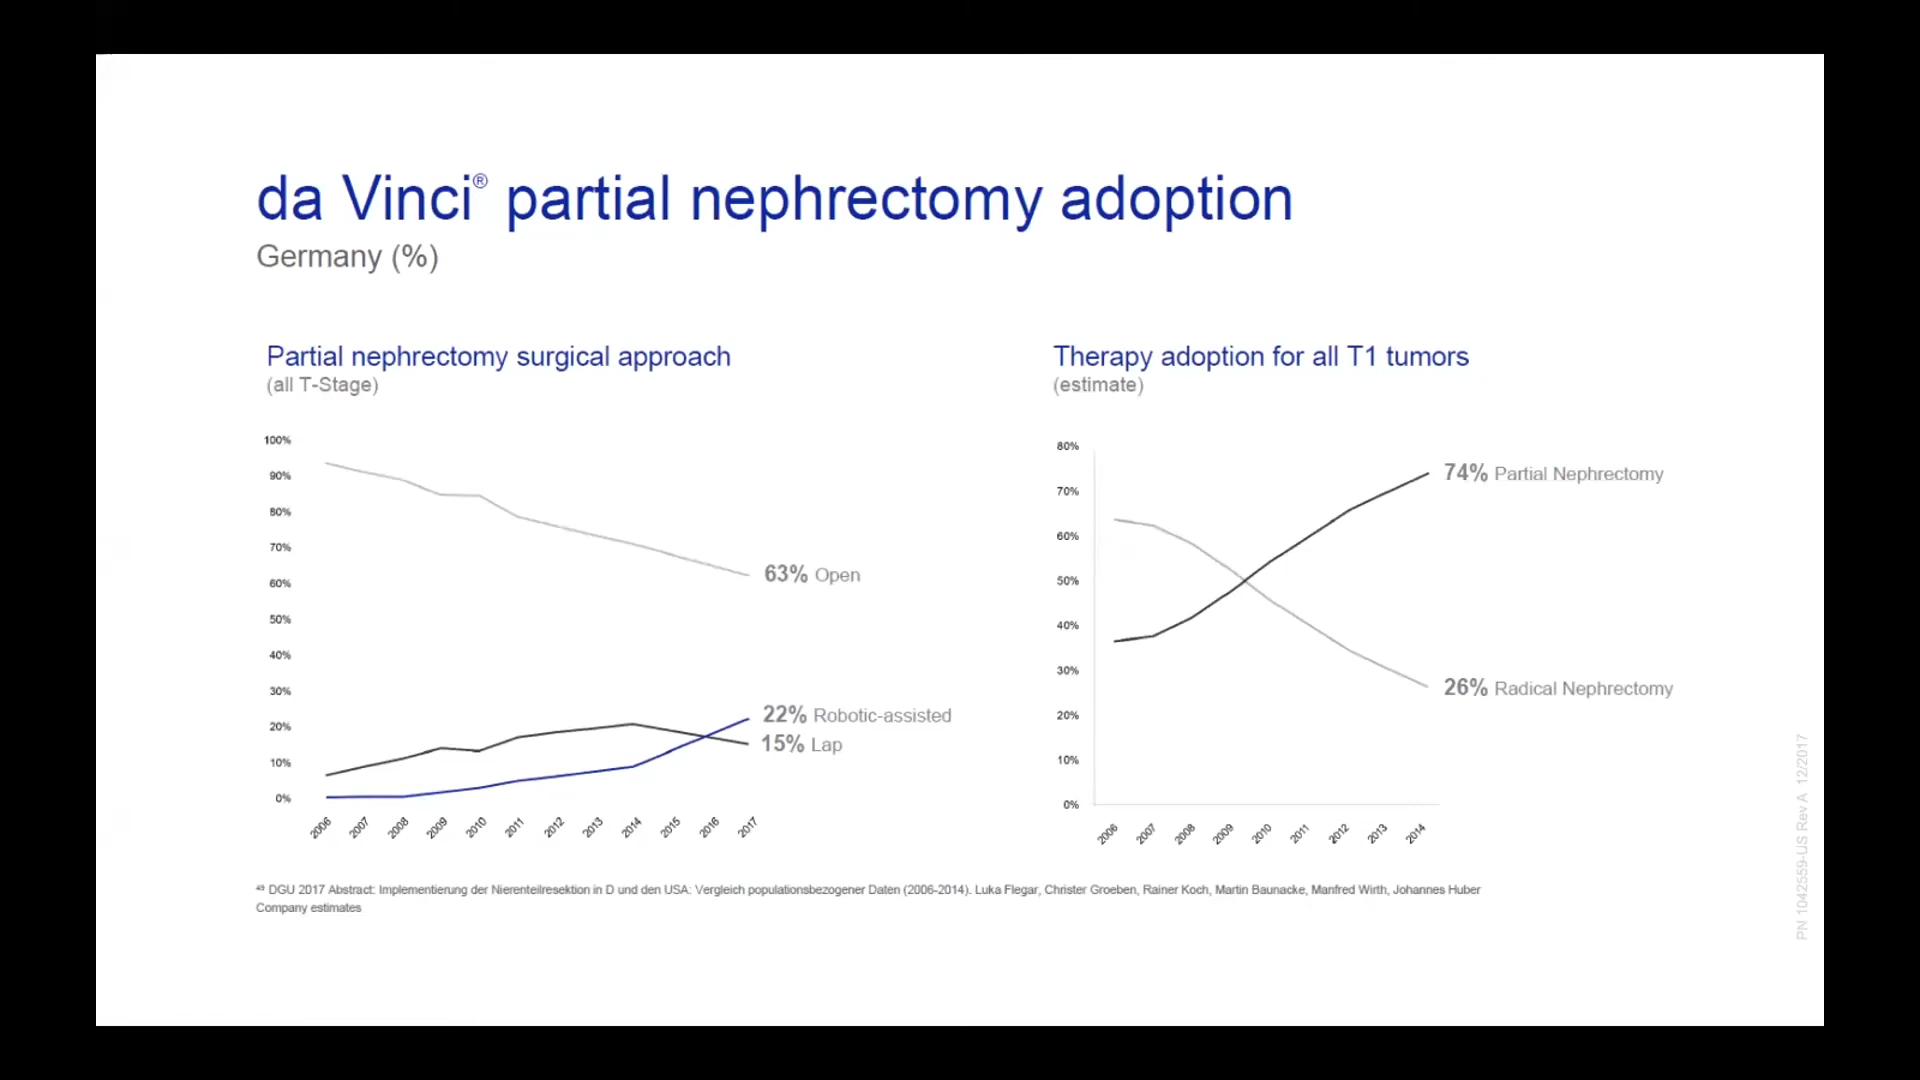 da Vinci® partial nephrectomy adoption
Germany (%)
Partial nephrectomy surgical approach
(all T-Stage)
100%
90%
80%
70%
60%
50%
40%
30%
20%
10%
0%
63% Open
22% Robotic-assisted
15% Lap
2006
2007
2008
2009
2010
2011
2012
2013
2014
2015
2016
2017
Therapy adoption for all T1 tumors
(estimate)
80%
70%
60%
50%
40%
30%
20%
10%
0%
74% Partial Nephrectomy
26% Radical Nephrectomy
2006
2007
2008
2009
2010
2011
2012
2013
2014
⁴⁹ DGU 2017 Abstract: Implementierung der Nierenteilresektion in D und den USA: Vergleich populationsbezogener Daten (2006-2014). Luka Flegar, Christer Groeben, Rainer Koch, Martin Baunacke, Manfred Wirth, Johannes Huber
Company estimates
PN 1042559-US Rev A 12/2017